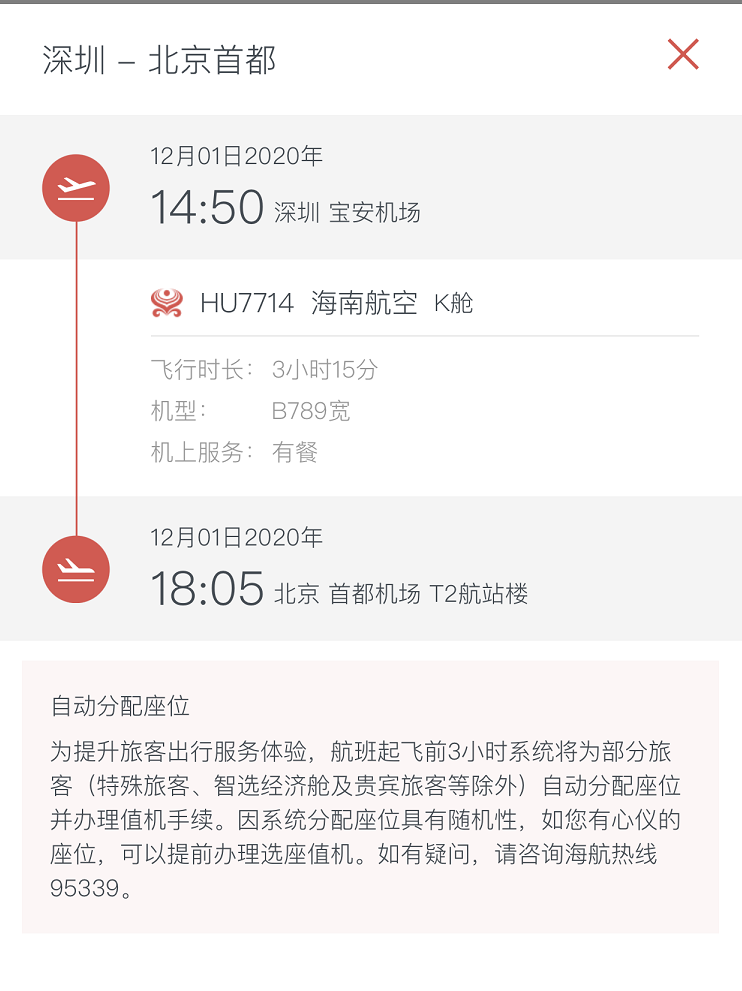 深圳 – 北京首都
12月01日2020年
14:50 深圳 宝安机场
HU7714 海南航空 K舱
飞行时长： 3小时15分
机型： B789宽
机上服务： 有餐
12月01日2020年
18:05 北京 首都机场 T2航站楼
自动分配座位
为提升旅客出行服务体验，航班起飞前3小时系统将为部分旅
客（特殊旅客、智选经济舱及贵宾旅客等除外）自动分配座位
并办理值机手续。因系统分配座位具有随机性，如您有心仪的
座位，可以提前办理选座值机。如有疑问，请咨询海航热线
95339。